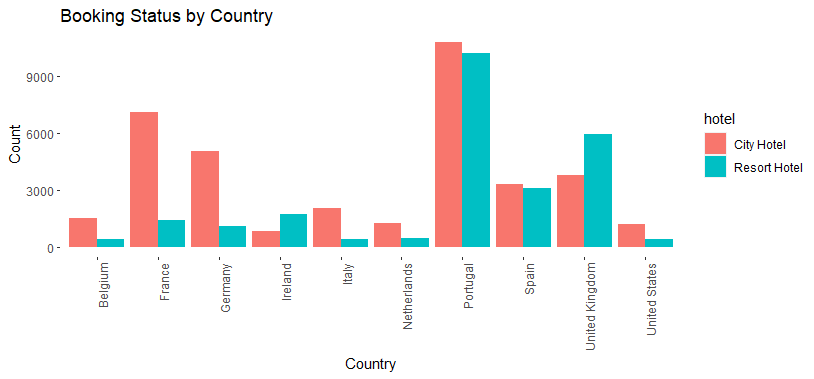 Booking Status by Country
Count
9000
6000
3000
0
Belgium
France
Germany
Ireland
Italy
Netherlands
Portugal
Spain
United Kingdom
United States
Country
hotel
City Hotel
Resort Hotel